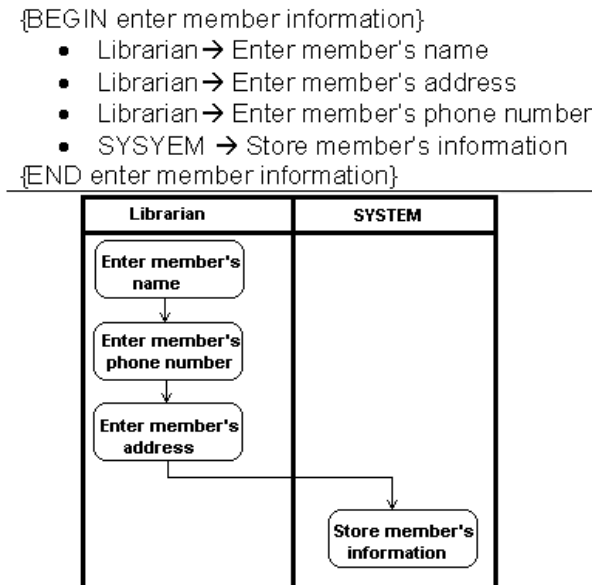 {BEGIN enter member information}
• Librarian → Enter member's name
• Librarian → Enter member's address
• Librarian → Enter member's phone number
• SYSYEM → Store member's information
{END enter member information}
Librarian
SYSTEM
Enter member's
name
Enter member's
phone number
Enter member's
address
Store member's
information